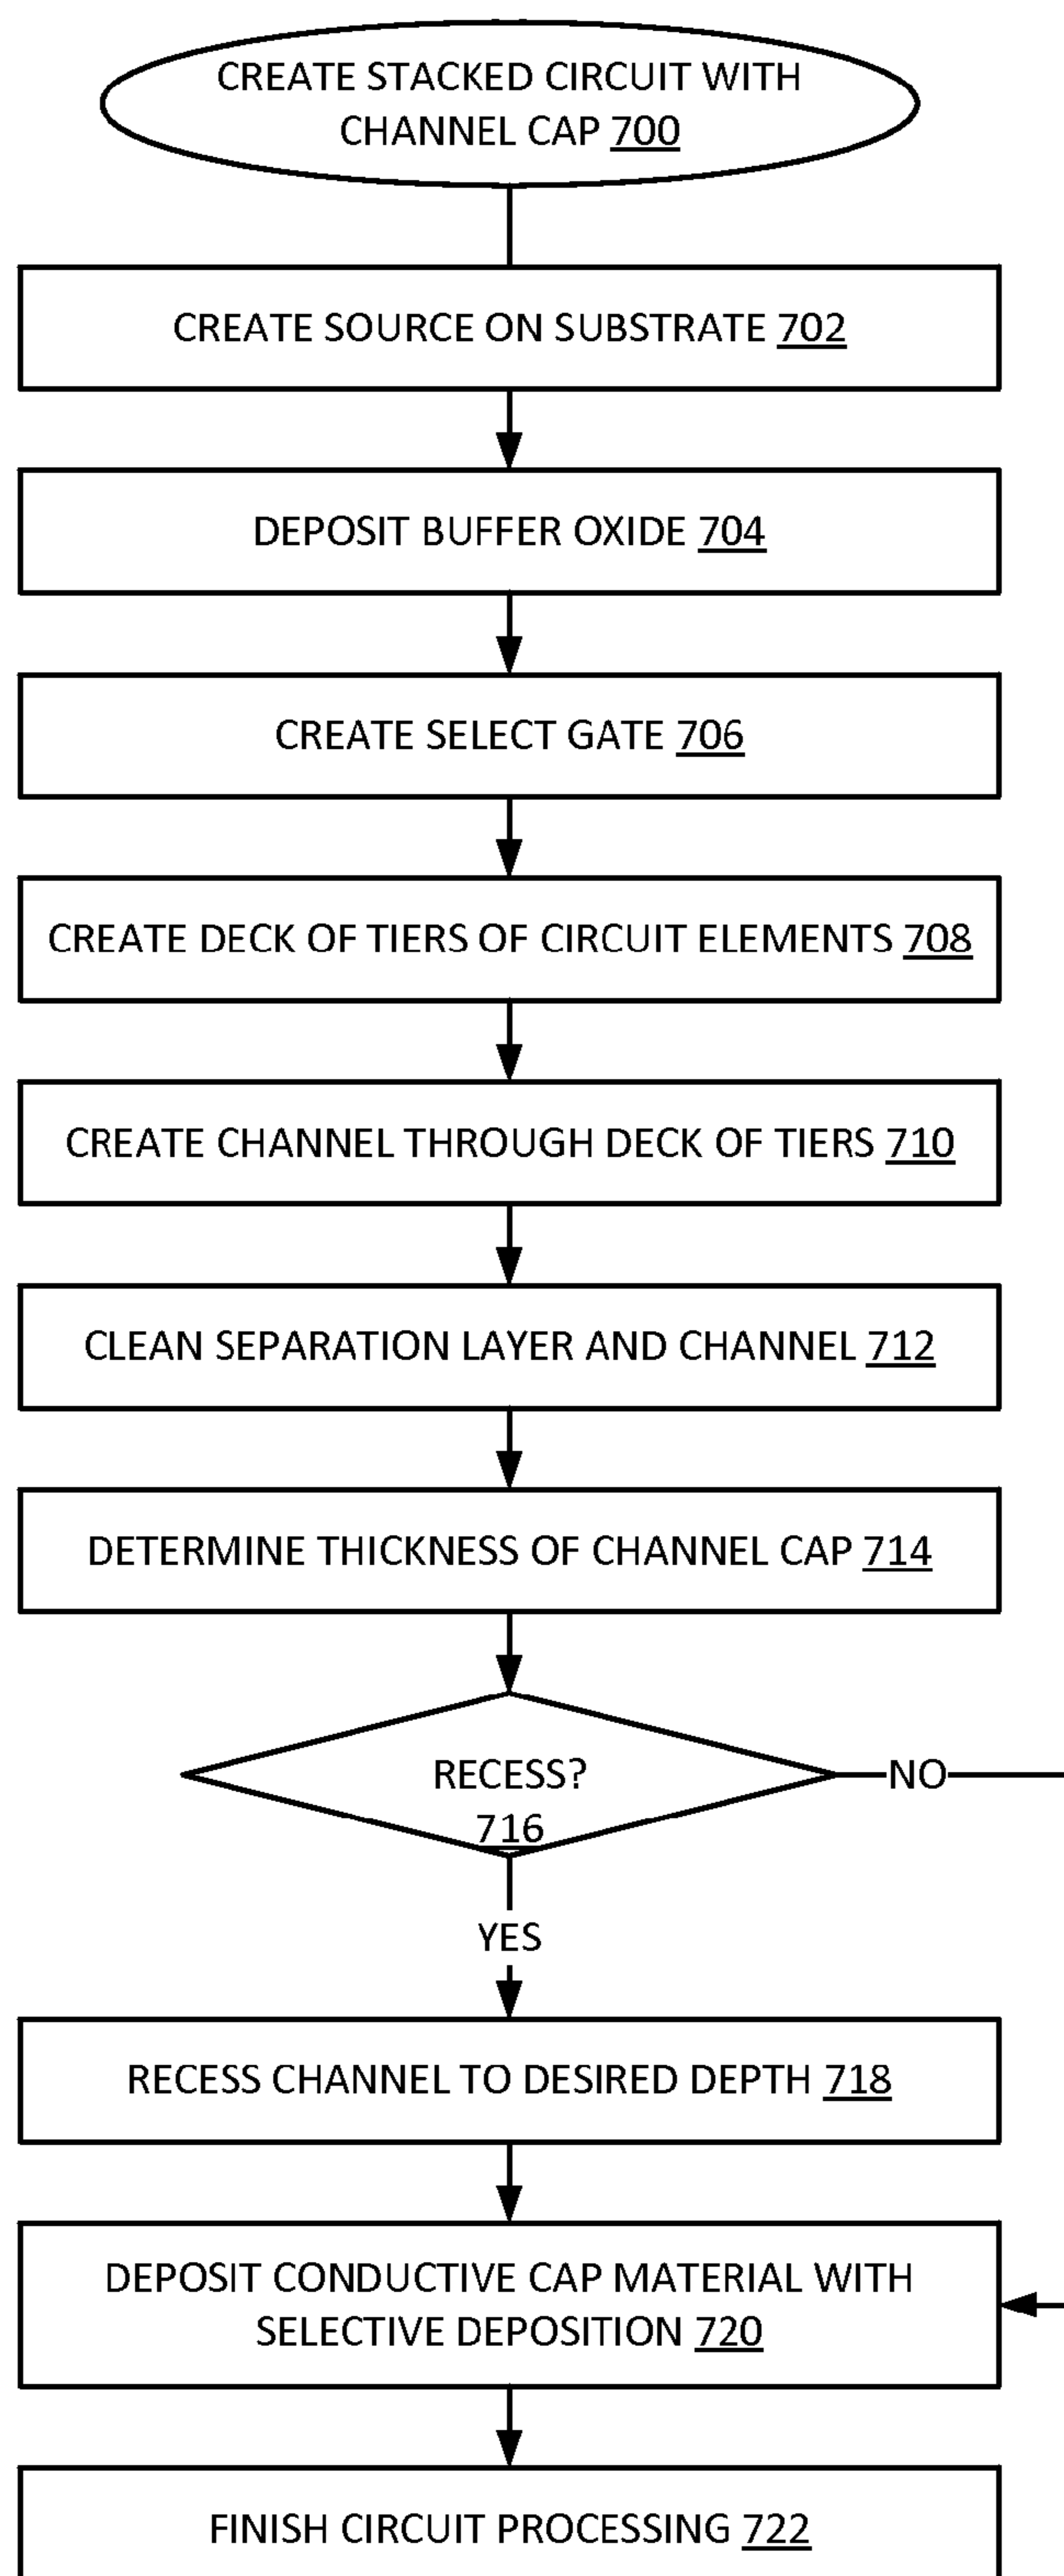 CREATE STACKED CIRCUIT WITH
CHANNEL CAP 700
CREATE SOURCE ON SUBSTRATE 702
DEPOSIT BUFFER OXIDE 704
CREATE SELECT GATE 706
CREATE DECK OF TIERS OF CIRCUIT ELEMENTS 708
CREATE CHANNEL THROUGH DECK OF TIERS 710
CLEAN SEPARATION LAYER AND CHANNEL 712
DETERMINE THICKNESS OF CHANNEL CAP 714
RECESS?
716
NO
YES
RECESS CHANNEL TO DESIRED DEPTH 718
DEPOSIT CONDUCTIVE CAP MATERIAL WITH
SELECTIVE DEPOSITION 720
FINISH CIRCUIT PROCESSING 722